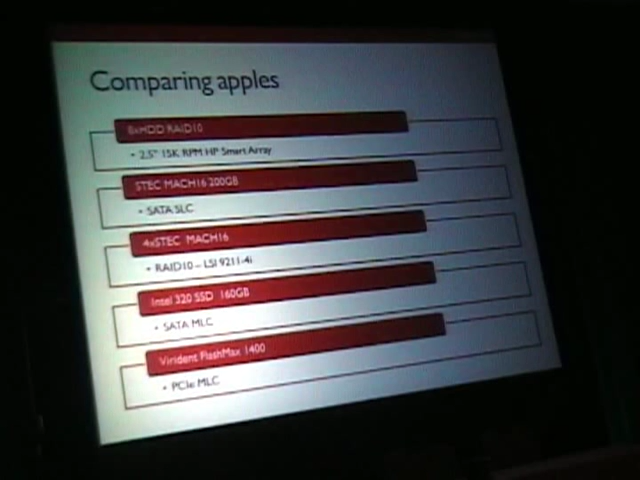 Comparing apples
8xHDD RAID10
• 2.5" 15K RPM HP Smart Array
STEC MACH16 200GB
• SATA SLC
4xSTEC MACH16
• RAID10 – LSI 9211-4i
Intel 320 SSD 160GB
• SATA MLC
Virident FlashMax 1400
• PCIe MLC